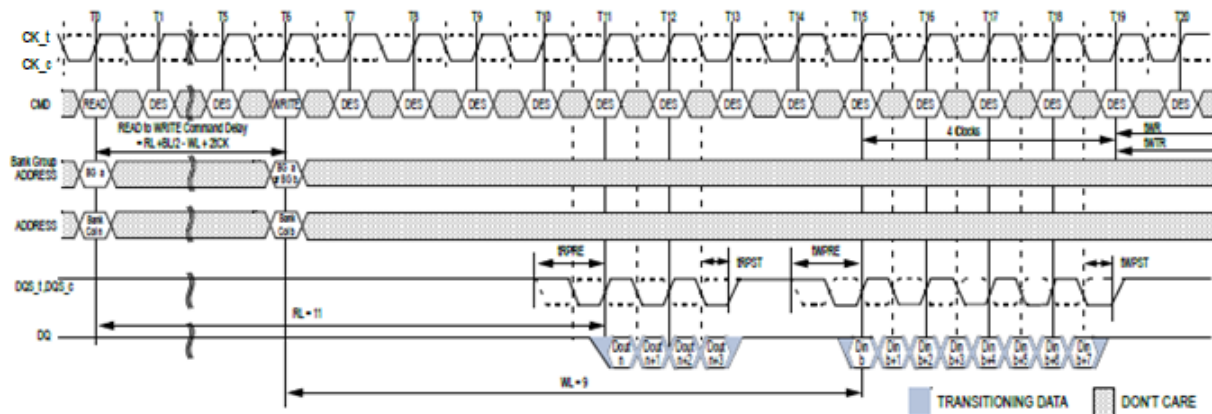 T0 T1 T5 T6 T7 T8 T9 T10 T11 T12 T13 T14 T15 T16 T17 T18 T19 T20
CK_t
CK_c
CMD READ DES DES WRITE DES DES DES DES DES DES DES DES DES DES DES DES DES DES
READ to WRITE Command Delay
= RL +BL/2 - WL + 2tCK
4 Clocks
tWR
tWTR
Bank Group
ADDRESS
BG a
BG a
or BG b
ADDRESS
Bank
Col n
Bank
Col b
tRPRE
tRPST
tWPRE
tWPST
DQS_t,DQS_c
RL = 11
DQ
Dout
n
Dout
n+1
Dout
n+2
Dout
n+3
Din
b
Din
b+1
Din
b+2
Din
b+3
Din
b+4
Din
b+5
Din
b+6
Din
b+7
WL = 9
TRANSITIONING DATA
DON'T CARE